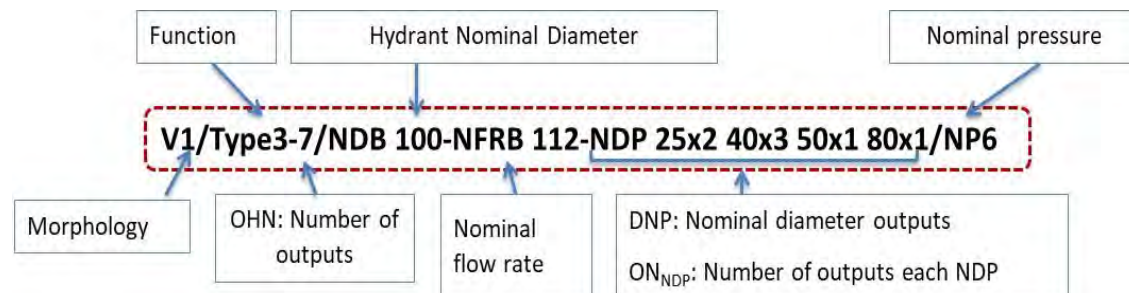 Function
Hydrant Nominal Diameter
Nominal pressure
V1/Type3-7/NDB 100-NFRB 112-NDP 25x2 40x3 50x1 80x1/NP6
Morphology
OHN: Number of
outputs
Nominal
flow rate
DNP: Nominal diameter outputs
ON_NDP: Number of outputs each NDP